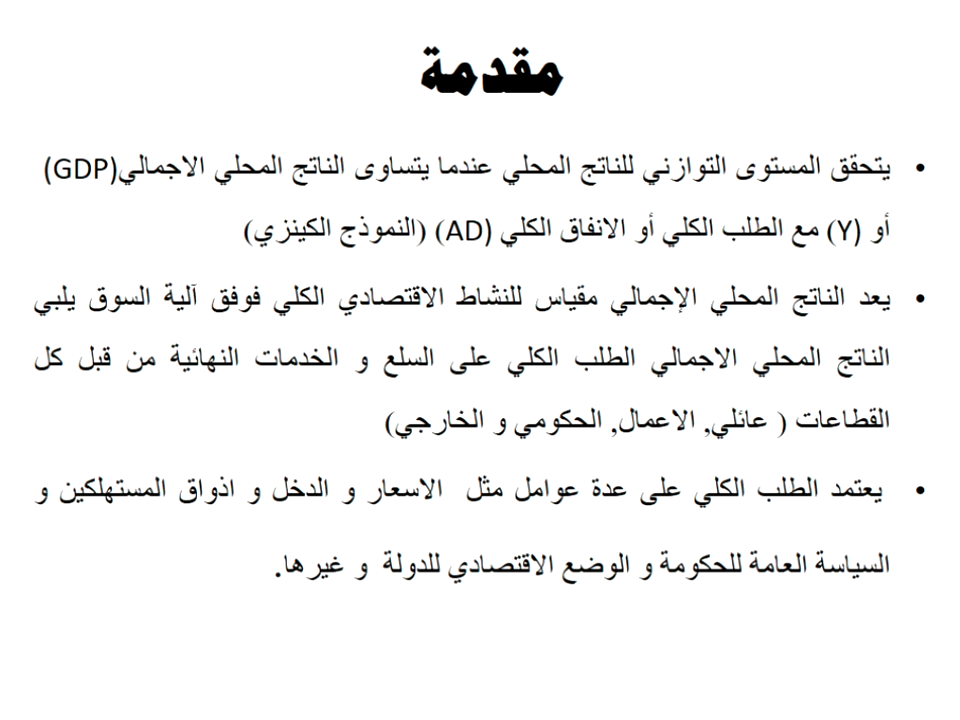 مقدمة
• يتحقق المستوى التوازني للناتج المحلي عندما يتساوى الناتج المحلي الاجمالي(GDP)
أو (Y) مع الطلب الكلي أو الانفاق الكلي (AD) (النموذج الكينزي)
• يعد الناتج المحلي الإجمالي مقياس للنشاط الاقتصادي الكلي فوفق آلية السوق يلبي
الناتج المحلي الاجمالي الطلب الكلي على السلع و الخدمات النهائية من قبل كل
القطاعات ( عائلي, الاعمال, الحكومي و الخارجي)
• يعتمد الطلب الكلي على عدة عوامل مثل الاسعار و الدخل و اذواق المستهلكين و
السياسة العامة للحكومة و الوضع الاقتصادي للدولة و غيرها.